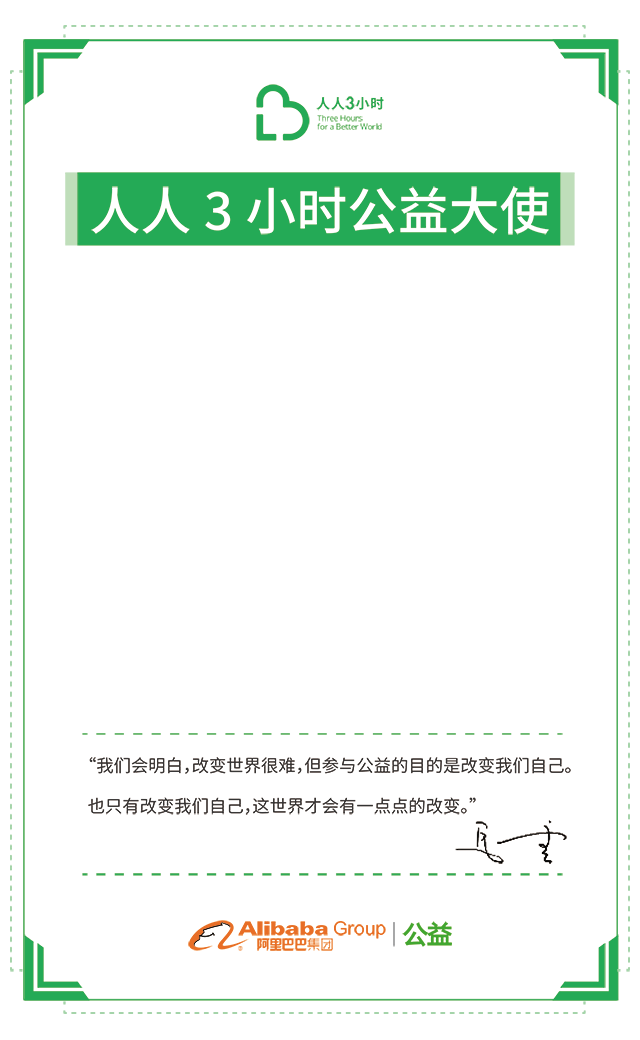 人人3小时
Three Hours
for a Better World
人人 3 小时公益大使
“我们会明白，改变世界很难，但参与公益的目的是改变我们自己。
也只有改变我们自己，这世界才会有一点点的改变。”
马云
Alibaba Group | 公益
阿里巴巴集团